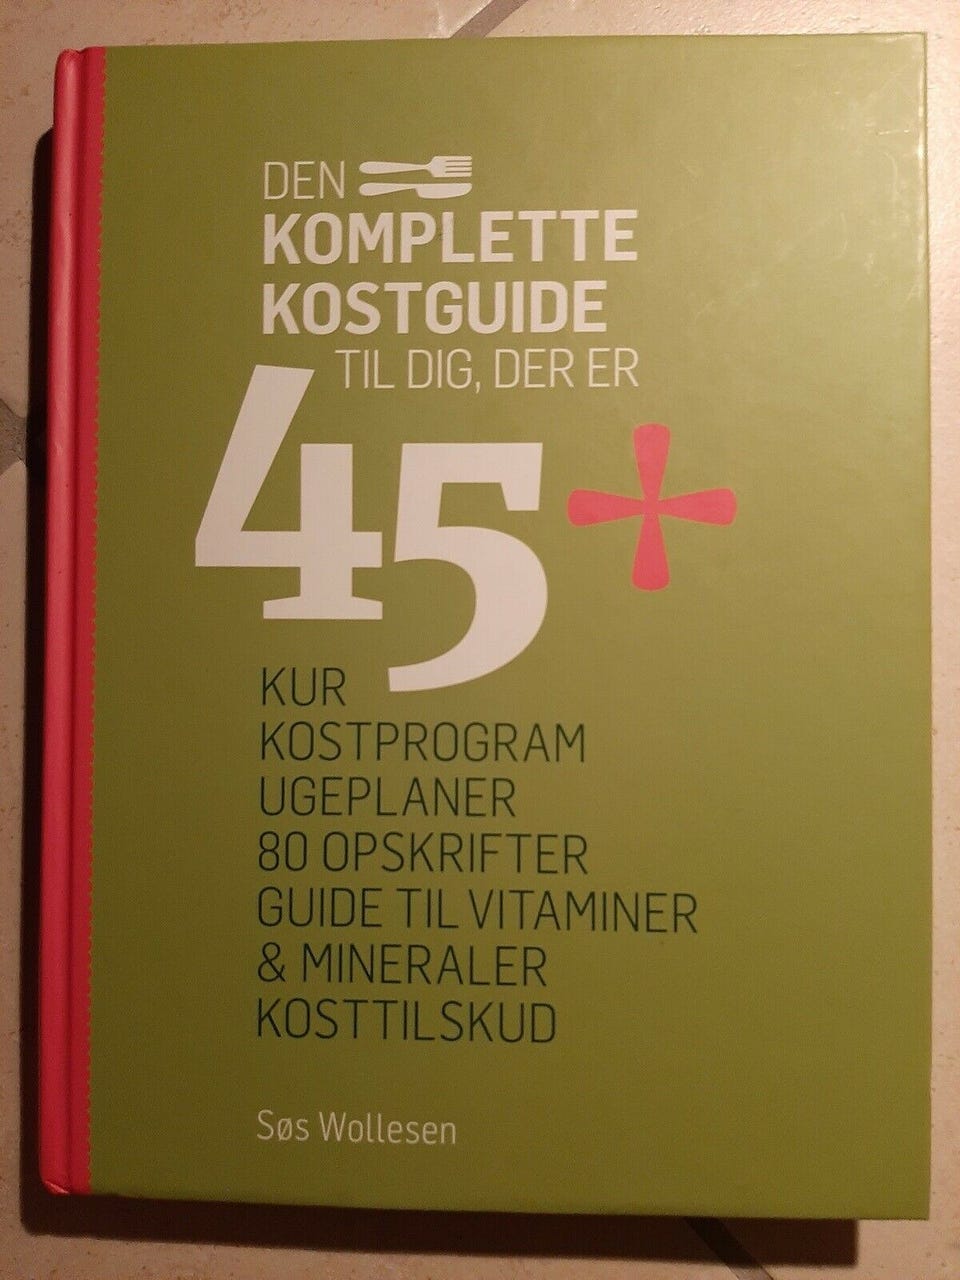 DEN
KOMPLETTE
KOSTGUIDE
TIL DIG, DER ER
45+
KUR
KOSTPROGRAM
UGEPLANER
80 OPSKRIFTER
GUIDE TIL VITAMINER
& MINERALER
KOSTTILSKUD
Søs Wollesen